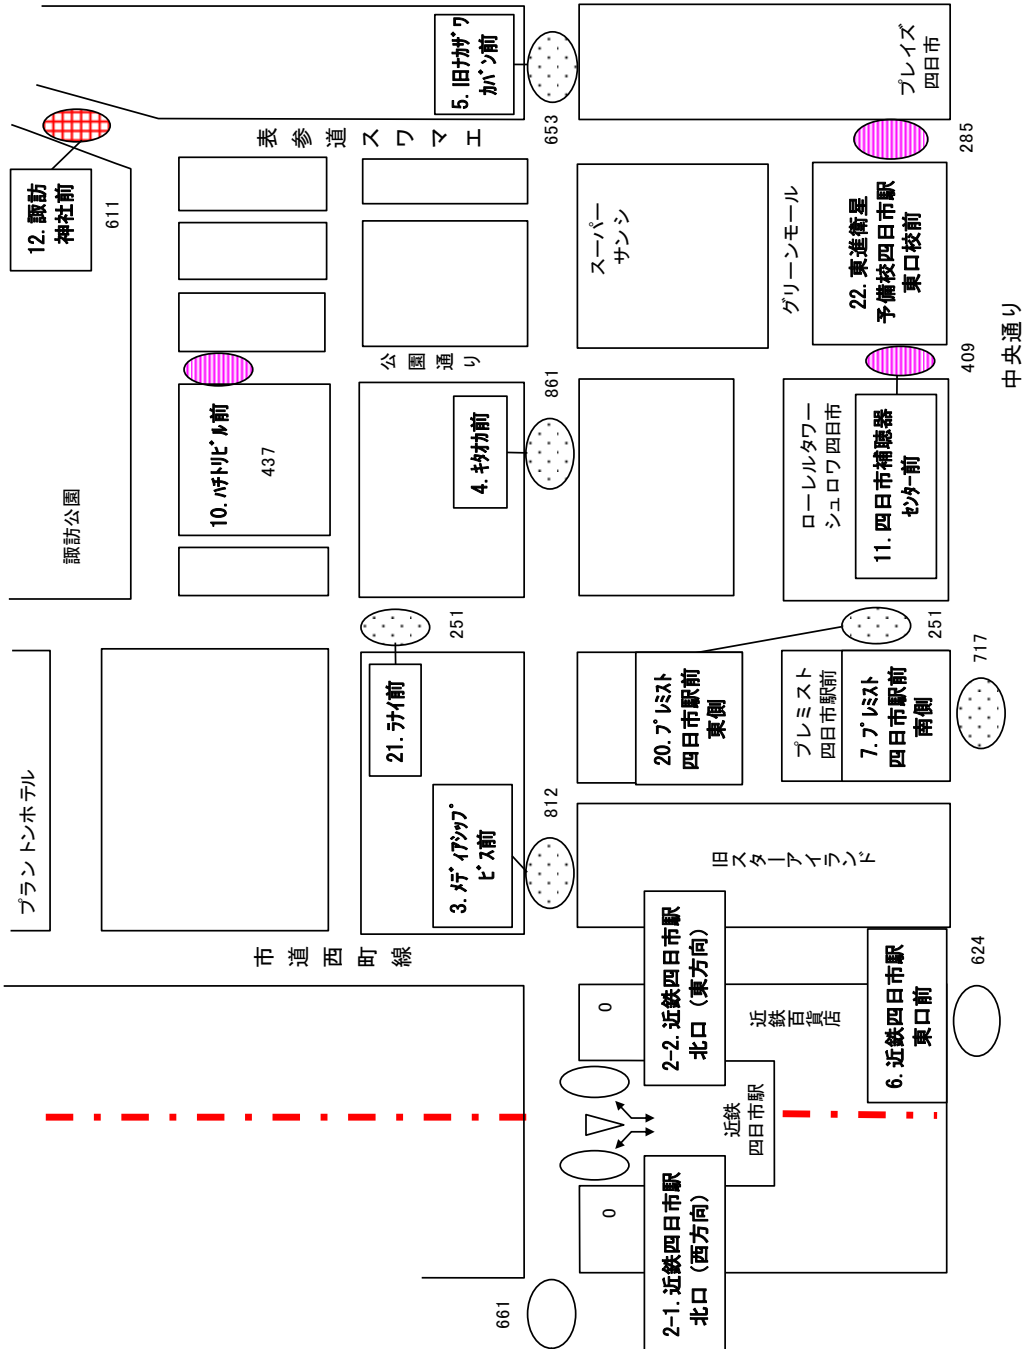 プラントンホテル
諏訪公園
12. 諏訪
神社前
611
10. ﾊﾁﾄﾘﾋﾞﾙ前
437
表参道スワマエ
市道西町線
公園通り
21. ﾗﾅｲ前
251
3. ﾒﾃﾞｨｱｼｯﾌﾟ
ﾋﾞｽ前
812
4. ｷﾀｵｶ前
861
5. 旧ﾅｶｻﾞﾜ
ｶﾊﾞﾝ前
653
661
0
0
2-1. 近鉄四日市駅
北口（西方向）
2-2. 近鉄四日市駅
北口（東方向）
近鉄
四日市駅
近鉄
百貨店
旧スターアイランド
20. ﾌﾟﾚﾐｽﾄ
四日市駅前
東側
251
スーパー
サンシ
グリーンモール
プレミスト
四日市駅前
7. ﾌﾟﾚﾐｽﾄ
四日市駅前
南側
717
ローレルタワー
シュロワ四日市
11. 四日市補聴器
ｾﾝﾀｰ前
409
22. 東進衛星
予備校四日市駅
東口校前
285
プレイズ
四日市
6. 近鉄四日市駅
東口前
624
中央通り